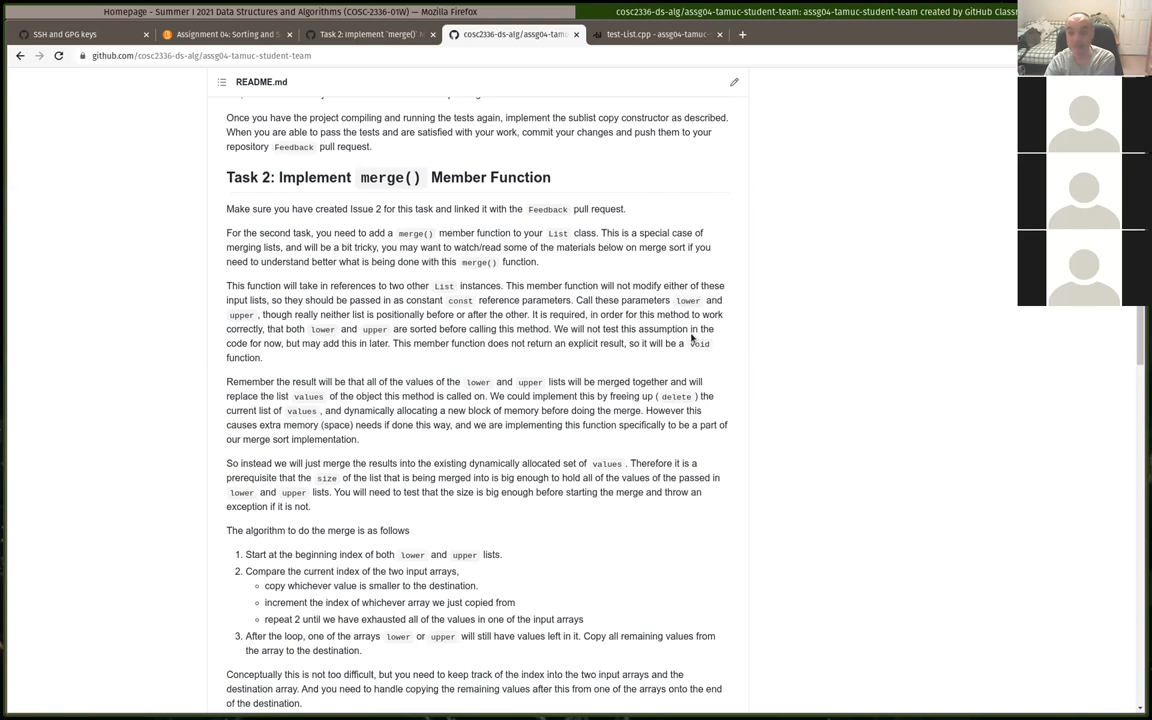 Homepage - Summer I 2021 Data Structures and Algorithms (COSC-2336-01W) — Mozilla Firefox
cosc2336-ds-alg/assg04-tamuc-student-team: assg04-tamuc-student-team created by GitHub Classr
SSH and GPG keys
Assignment 04: Sorting and S
Task 2: Implement `merge()` M
cosc2336-ds-alg/assg04-tamu
test-List.cpp - assg04-tamuc-
github.com/cosc2336-ds-alg/assg04-tamuc-student-team
README.md
Once you have the project compiling and running the tests again, implement the sublist copy constructor as described.
When you are able to pass the tests and are satisfied with your work, commit your changes and push them to your
repository Feedback pull request.
Task 2: Implement merge() Member Function
Make sure you have created Issue 2 for this task and linked it with the Feedback pull request.
For the second task, you need to add a merge() member function to your List class. This is a special case of
merging lists, and will be a bit tricky, you may want to watch/read some of the materials below on merge sort if you
need to understand better what is being done with this merge() function.
This function will take in references to two other List instances. This member function will not modify either of these
input lists, so they should be passed in as constant const reference parameters. Call these parameters lower and
upper , though really neither list is positionally before or after the other. It is required, in order for this method to work
correctly, that both lower and upper are sorted before calling this method. We will not test this assumption in the
code for now, but may add this in later. This member function does not return an explicit result, so it will be a void
function.
Remember the result will be that all of the values of the lower and upper lists will be merged together and will
replace the list values of the object this method is called on. We could implement this by freeing up ( delete ) the
current list of values , and dynamically allocating a new block of memory before doing the merge. However this
causes extra memory (space) needs if done this way, and we are implementing this function specifically to be a part of
our merge sort implementation.
So instead we will just merge the results into the existing dynamically allocated set of values . Therefore it is a
prerequisite that the size of the list that is being merged into is big enough to hold all of the values of the passed in
lower and upper lists. You will need to test that the size is big enough before starting the merge and throw an
exception if it is not.
The algorithm to do the merge is as follows
1. Start at the beginning index of both lower and upper lists.
2. Compare the current index of the two input arrays,
copy whichever value is smaller to the destination.
increment the index of whichever array we just copied from
repeat 2 until we have exhausted all of the values in one of the input arrays
3. After the loop, one of the arrays lower or upper will still have values left in it. Copy all remaining values from
the array to the destination.
Conceptually this is not too difficult, but you need to keep track of the index into the two input arrays and the
destination array. And you need to handle copying the remaining values after this from one of the arrays onto the end
of the destination.